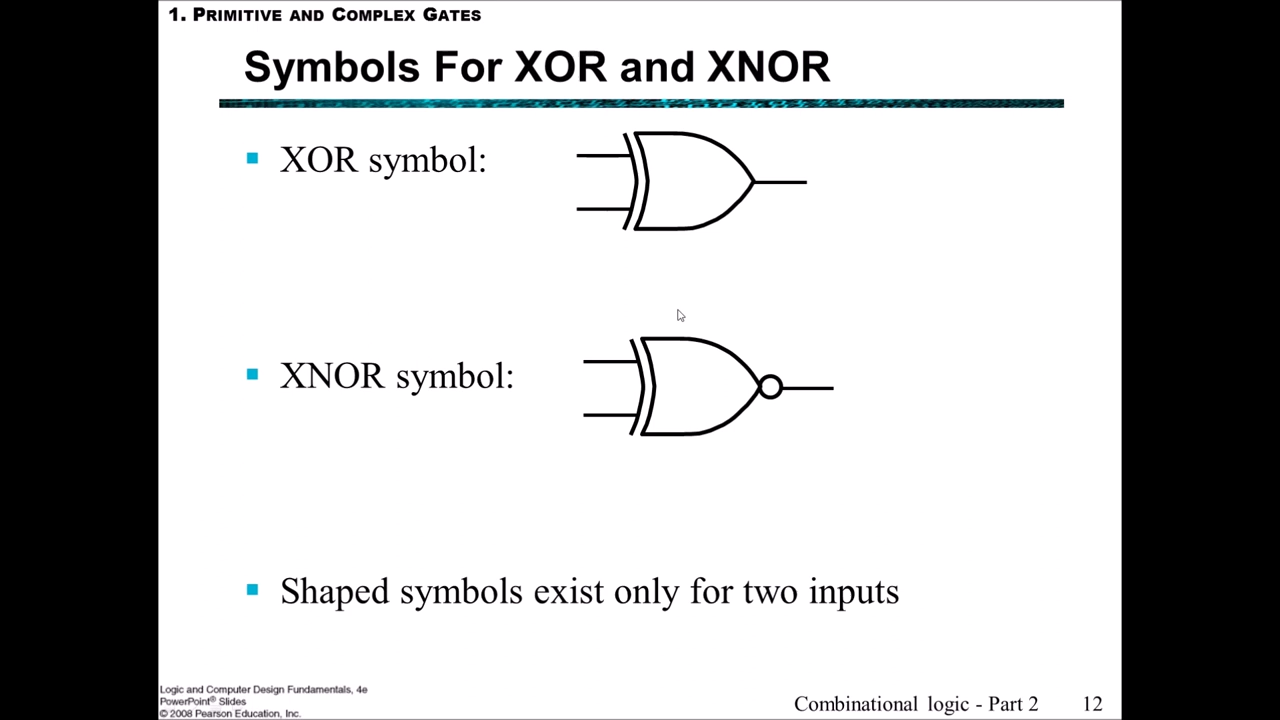 1. PRIMITIVE AND COMPLEX GATES
Symbols For XOR and XNOR
XOR symbol:
XNOR symbol:
Shaped symbols exist only for two inputs
Logic and Computer Design Fundamentals, 4e
PowerPoint® Slides
© 2008 Pearson Education, Inc.
Combinational logic - Part 2 12